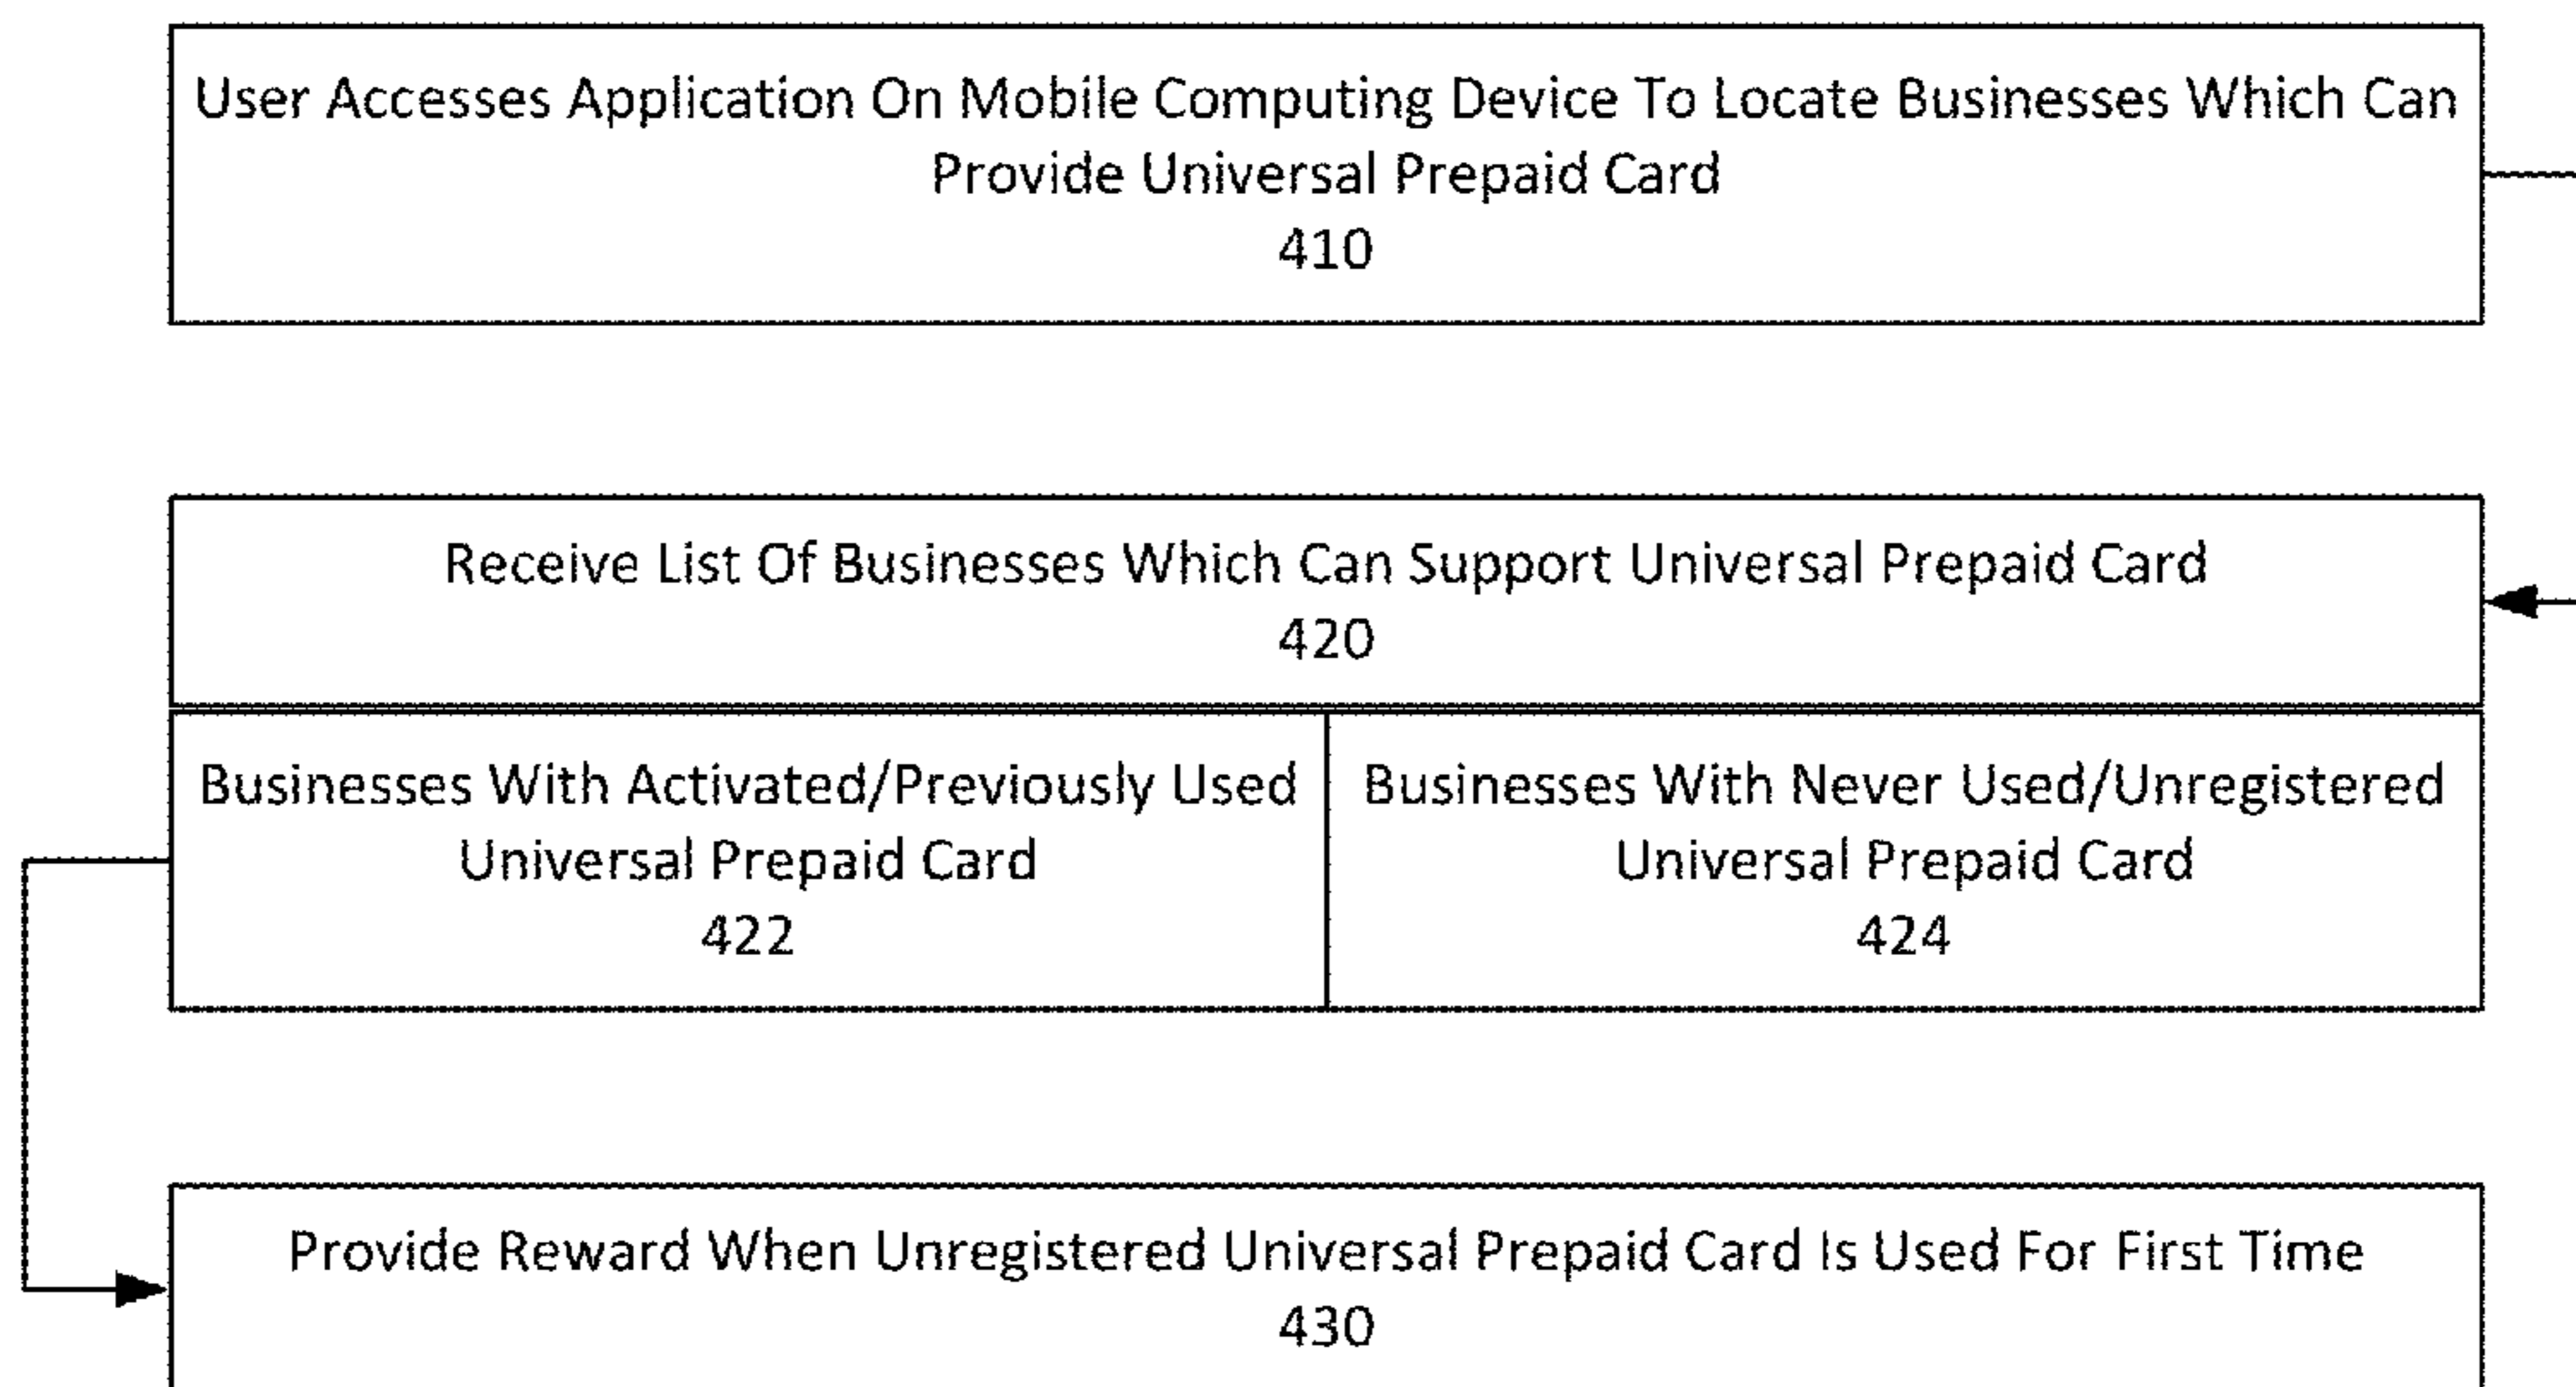 User Accesses Application On Mobile Computing Device To Locate Businesses Which Can
Provide Universal Prepaid Card
410
Receive List Of Businesses Which Can Support Universal Prepaid Card
420
Businesses With Activated/Previously Used
Universal Prepaid Card
422
Businesses With Never Used/Unregistered
Universal Prepaid Card
424
Provide Reward When Unregistered Universal Prepaid Card Is Used For First Time
430